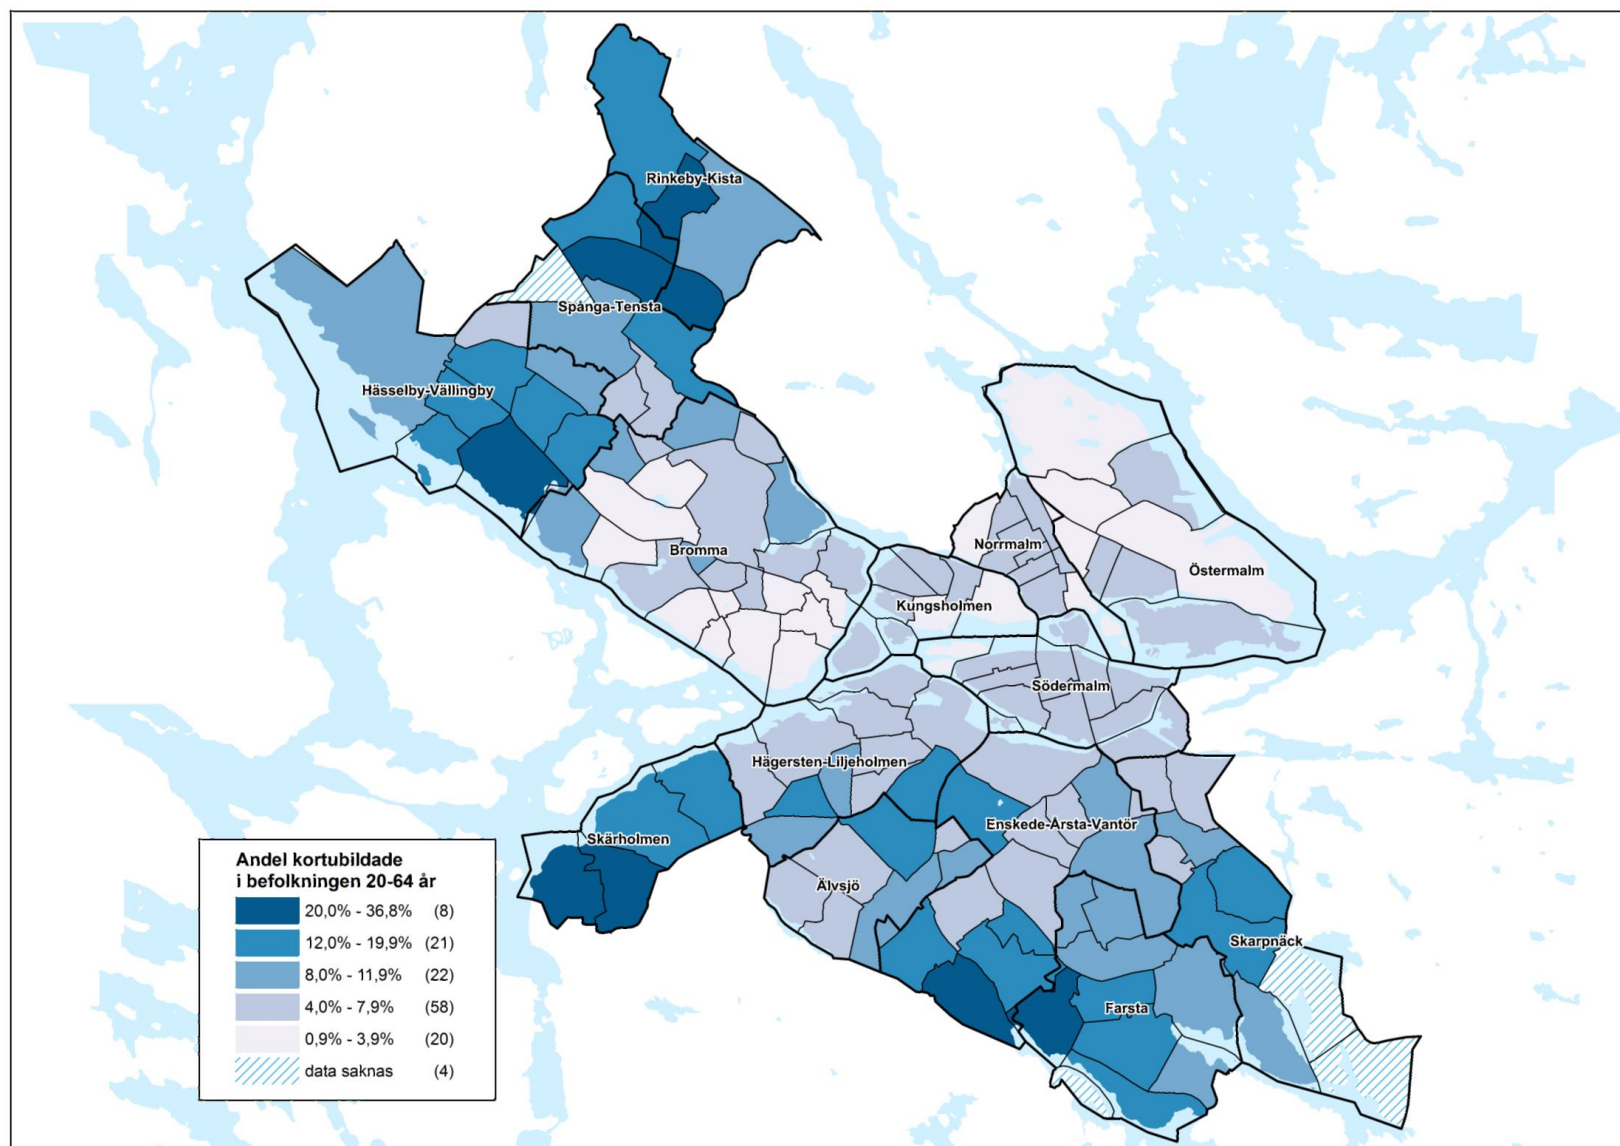 Rinkeby-Kista
Spånga-Tensta
Hässelby-Vällingby
Bromma
Norrmalm
Östermalm
Kungsholmen
Södermalm
Hägersten-Liljeholmen
Enskede-Årsta-Vantör
Skärholmen
Älvsjö
Skarpnäck
Farsta
Andel kortubildade
i befolkningen 20-64 år
20,0% - 36,8% (8)
12,0% - 19,9% (21)
8,0% - 11,9% (22)
4,0% - 7,9% (58)
0,9% - 3,9% (20)
data saknas (4)